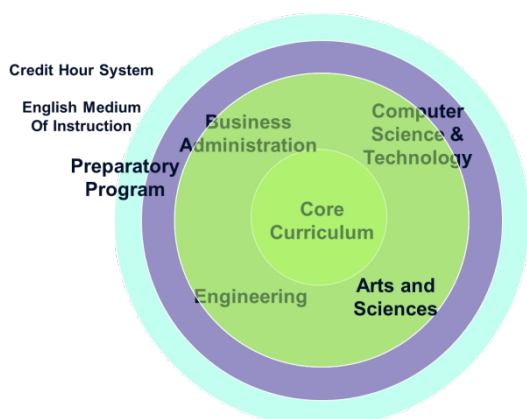 Credit Hour System
English Medium
Of Instruction
Preparatory
Program
Business
Administration
Computer
Science &
Technology
Core
Curriculum
Engineering
Arts and
Sciences